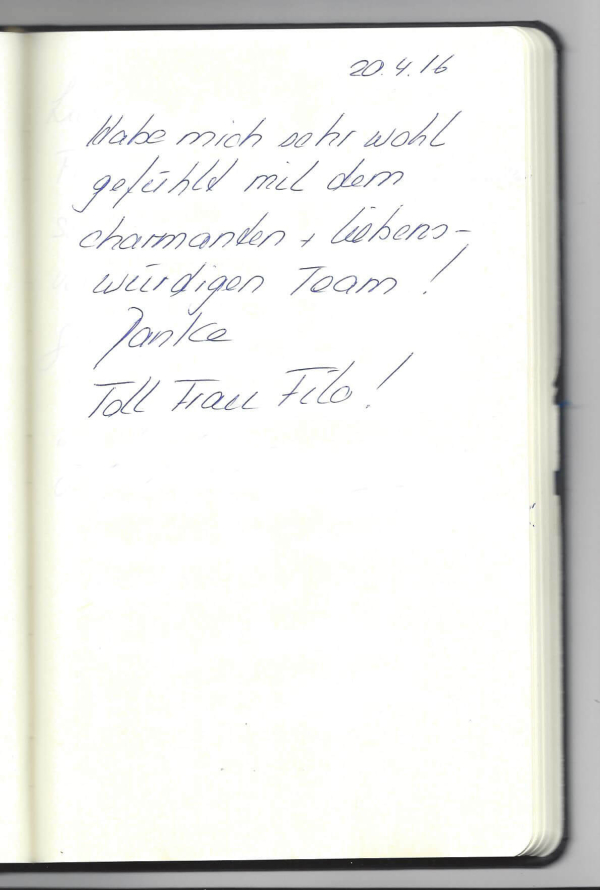 20.4.16
Habe mich sehr wohl
gefühlt mit dem
charmanten + liebens-
würdigen Team !
Danke
Toll Frau Filo !